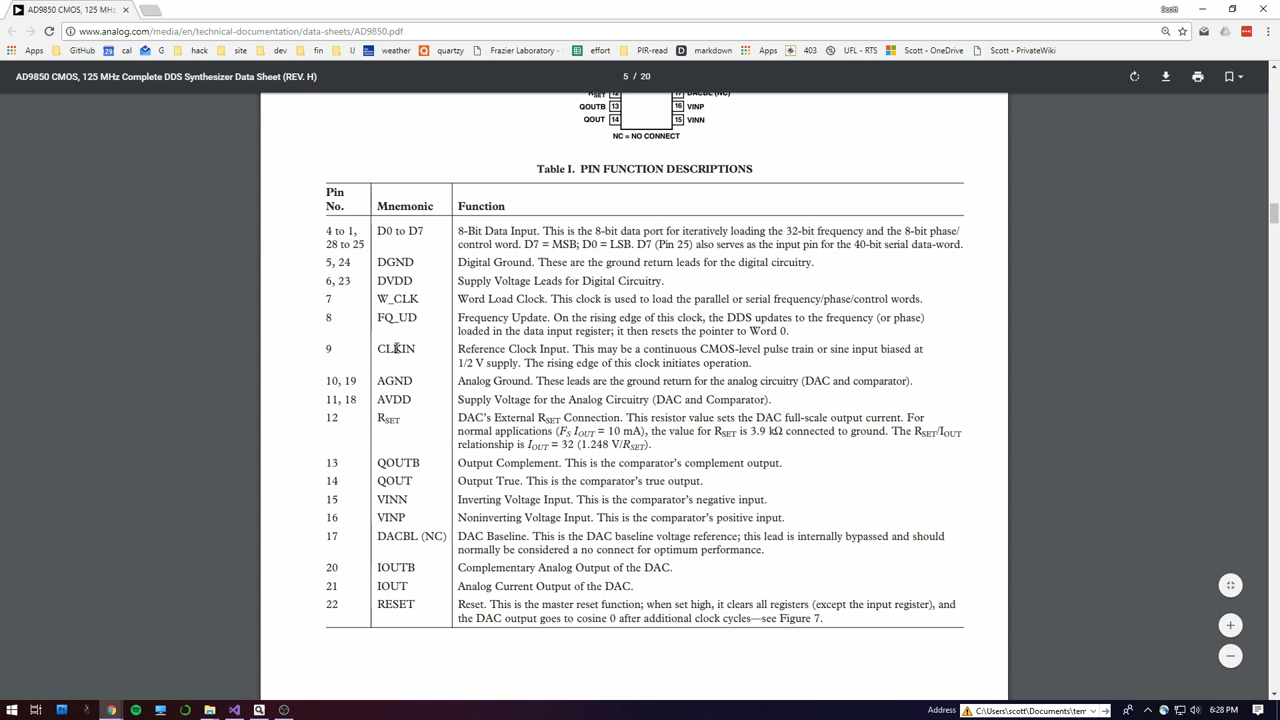 AD9850 CMOS, 125 MHz
Scott
www.analog.com/media/en/technical-documentation/data-sheets/AD9850.pdf
Apps GitHub cal G hack site dev fin IJ weather quartzy Frazier Laboratory - effort PIR-read markdown Apps 403 UFL - RTS Scott - OneDrive Scott - PrivateWiki
AD9850 CMOS, 125 MHz Complete DDS Synthesizer Data Sheet (REV. H) 5 / 20
RSET 12 17 DACBL (NC)
QOUTB 13 16 VINP
QOUT 14 15 VINN
NC = NO CONNECT
Table I. PIN FUNCTION DESCRIPTIONS
Pin
No. Mnemonic Function
4 to 1, D0 to D7 8-Bit Data Input. This is the 8-bit data port for iteratively loading the 32-bit frequency and the 8-bit phase/
28 to 25 control word. D7 = MSB; D0 = LSB. D7 (Pin 25) also serves as the input pin for the 40-bit serial data-word.
5, 24 DGND Digital Ground. These are the ground return leads for the digital circuitry.
6, 23 DVDD Supply Voltage Leads for Digital Circuitry.
7 W_CLK Word Load Clock. This clock is used to load the parallel or serial frequency/phase/control words.
8 FQ_UD Frequency Update. On the rising edge of this clock, the DDS updates to the frequency (or phase)
loaded in the data input register; it then resets the pointer to Word 0.
9 CLKIN Reference Clock Input. This may be a continuous CMOS-level pulse train or sine input biased at
1/2 V supply. The rising edge of this clock initiates operation.
10, 19 AGND Analog Ground. These leads are the ground return for the analog circuitry (DAC and comparator).
11, 18 AVDD Supply Voltage for the Analog Circuitry (DAC and Comparator).
12 RSET DAC's External RSET Connection. This resistor value sets the DAC full-scale output current. For
normal applications (FS IOUT = 10 mA), the value for RSET is 3.9 kΩ connected to ground. The RSET/IOUT
relationship is IOUT = 32 (1.248 V/RSET).
13 QOUTB Output Complement. This is the comparator's complement output.
14 QOUT Output True. This is the comparator's true output.
15 VINN Inverting Voltage Input. This is the comparator's negative input.
16 VINP Noninverting Voltage Input. This is the comparator's positive input.
17 DACBL (NC) DAC Baseline. This is the DAC baseline voltage reference; this lead is internally bypassed and should
normally be considered a no connect for optimum performance.
20 IOUTB Complementary Analog Output of the DAC.
21 IOUT Analog Current Output of the DAC.
22 RESET Reset. This is the master reset function; when set high, it clears all registers (except the input register), and
the DAC output goes to cosine 0 after additional clock cycles—see Figure 7.
Address C:\Users\scott\Documents\tem 6:28 PM